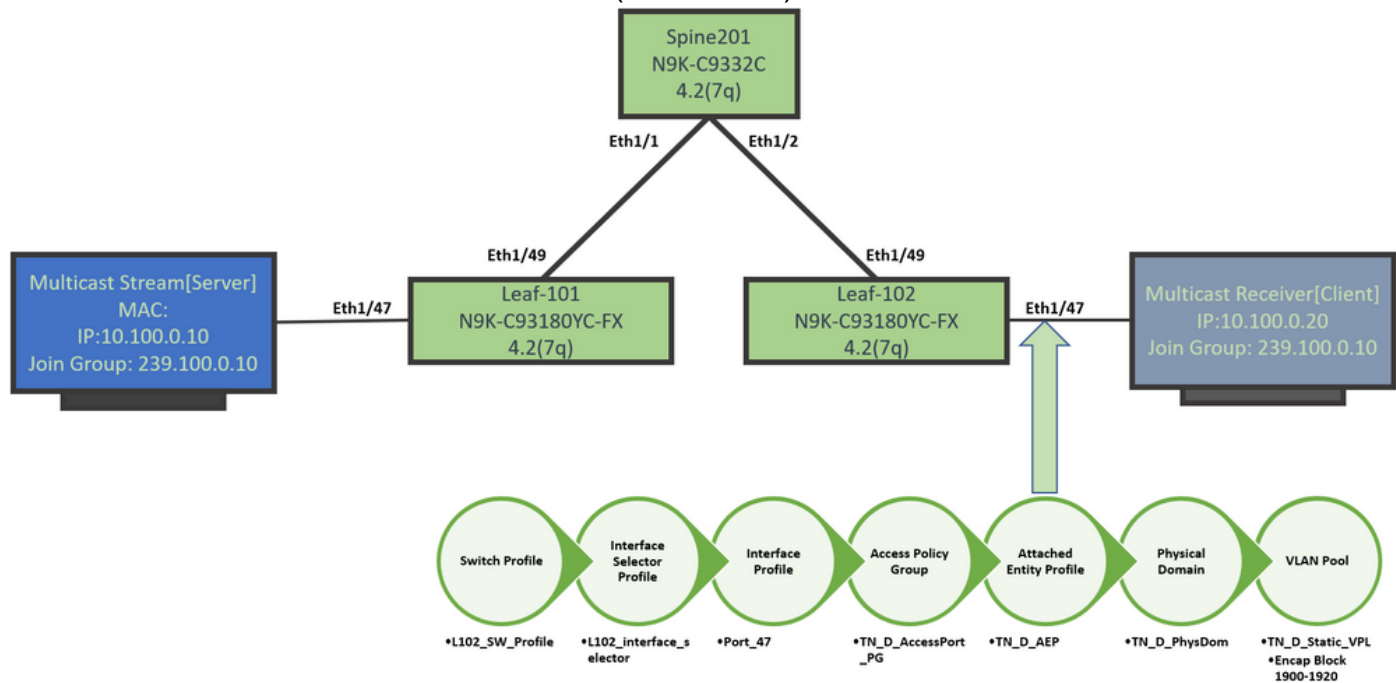 Spine201
N9K-C9332C
4.2(7q)
Eth1/1
Eth1/2
Eth1/49
Eth1/49
Multicast Stream[Server]
MAC:
IP:10.100.0.10
Join Group: 239.100.0.10
Eth1/47
Leaf-101
N9K-C93180YC-FX
4.2(7q)
Leaf-102
N9K-C93180YC-FX
4.2(7q)
Eth1/47
Multicast Receiver[Client]
IP:10.100.0.20
Join Group: 239.100.0.10
Switch Profile
Interface
Selector
Profile
Interface
Profile
Access Policy
Group
Attached
Entity Profile
Physical
Domain
VLAN Pool
•L102_SW_Profile
•L102_interface_s
elector
•Port_47
•TN_D_AccessPort
_PG
•TN_D_AEP
•TN_D_PhysDom
•TN_D_Static_VPL
•Encap Block
1900-1920